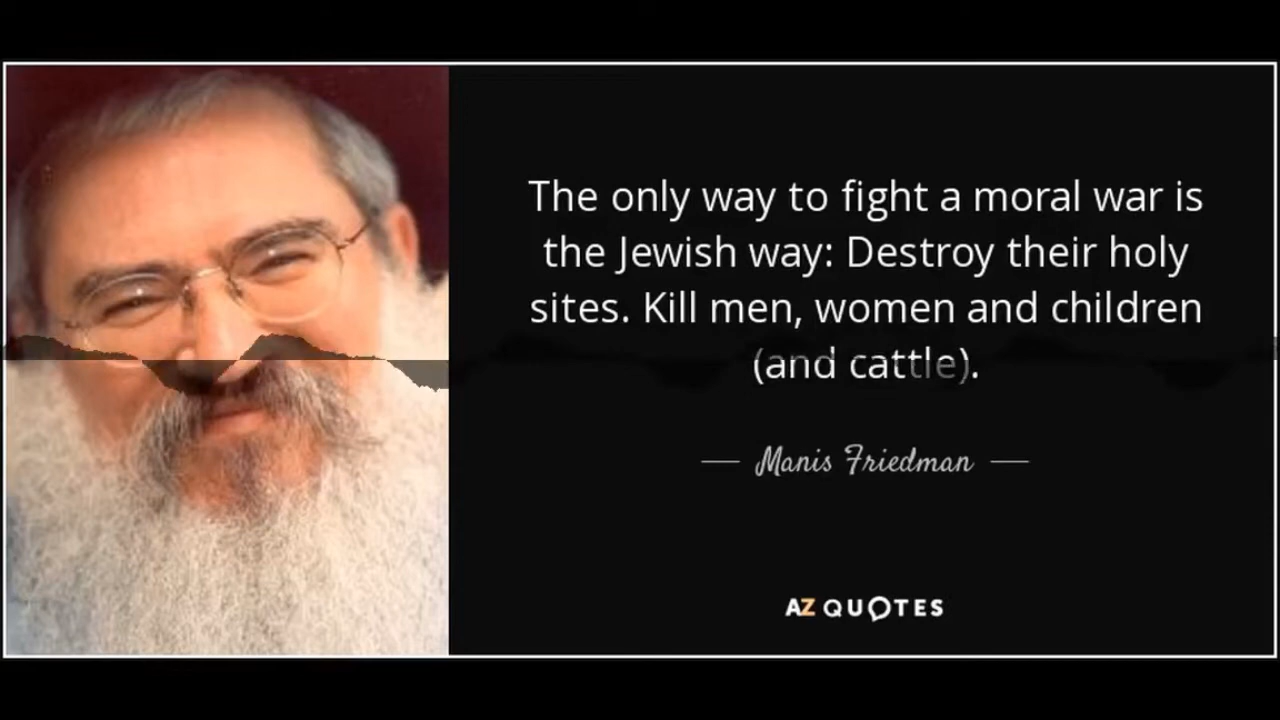 The only way to fight a moral war is
the Jewish way: Destroy their holy
sites. Kill men, women and children
(and cattle).
— Manis Friedman —
AZ QUOTES